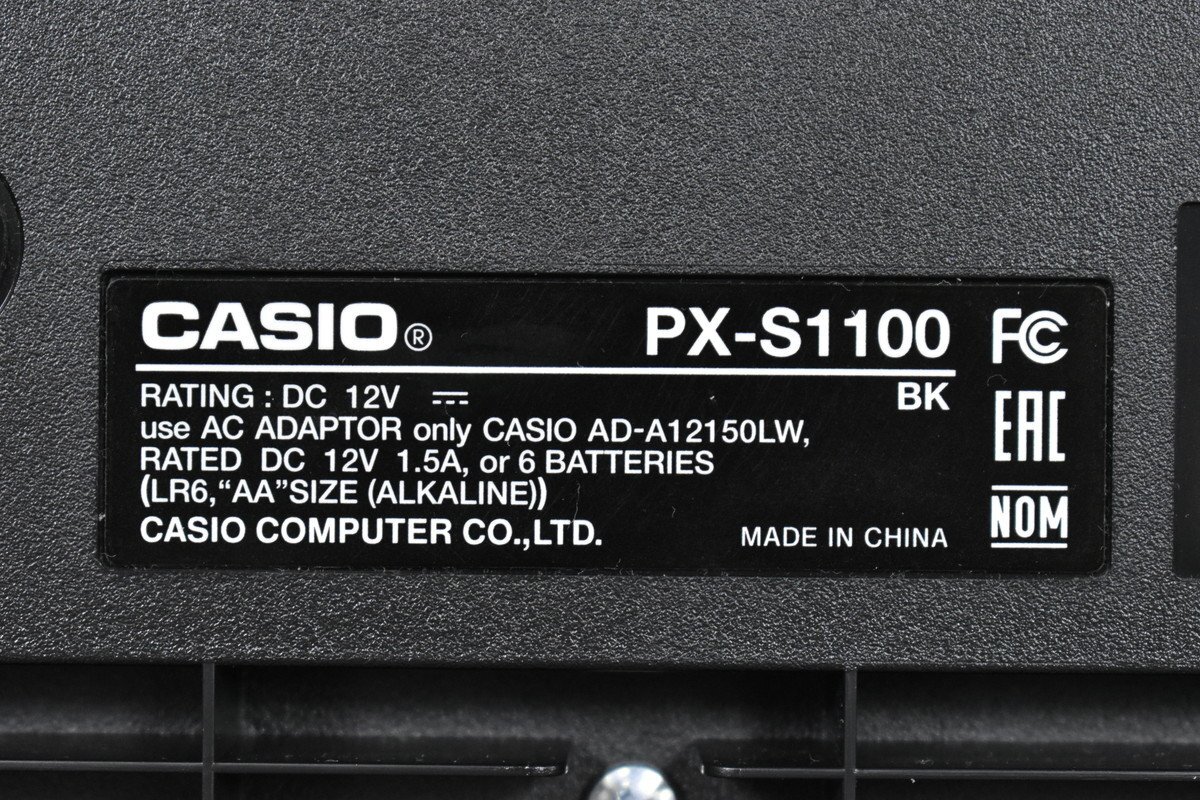 CASIO® PX-S1100
BK
RATING : DC 12V ⎓
use AC ADAPTOR only CASIO AD-A12150LW,
RATED DC 12V 1.5A, or 6 BATTERIES
(LR6,“AA”SIZE (ALKALINE))
CASIO COMPUTER CO.,LTD. MADE IN CHINA
FC
EAC
NOM